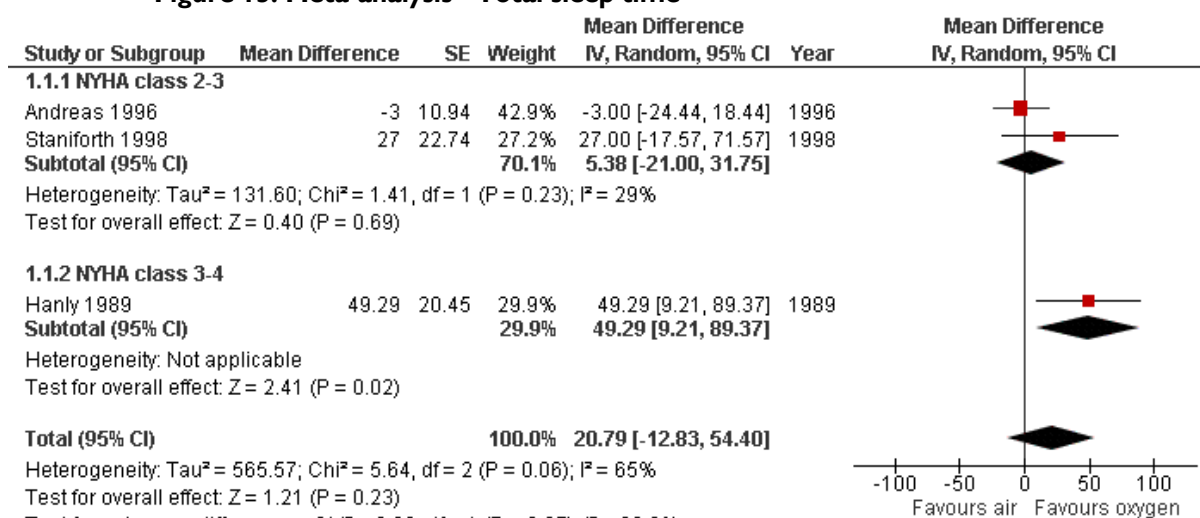 Mean Difference Mean Difference
Study or Subgroup Mean Difference SE Weight IV, Random, 95% CI Year IV, Random, 95% CI
1.1.1 NYHA class 2-3
Andreas 1996 -3 10.94 42.9% -3.00 [-24.44, 18.44] 1996
Staniforth 1998 27 22.74 27.2% 27.00 [-17.57, 71.57] 1998
Subtotal (95% CI) 70.1% 5.38 [-21.00, 31.75]
Heterogeneity: Tau² = 131.60; Chi² = 1.41, df = 1 (P = 0.23); I² = 29%
Test for overall effect: Z = 0.40 (P = 0.69)
1.1.2 NYHA class 3-4
Hanly 1989 49.29 20.45 29.9% 49.29 [9.21, 89.37] 1989
Subtotal (95% CI) 29.9% 49.29 [9.21, 89.37]
Heterogeneity: Not applicable
Test for overall effect: Z = 2.41 (P = 0.02)
Total (95% CI) 100.0% 20.79 [-12.83, 54.40]
Heterogeneity: Tau² = 565.57; Chi² = 5.64, df = 2 (P = 0.06); I² = 65%
Test for overall effect: Z = 1.21 (P = 0.23)
-100 -50 0 50 100
Favours air Favours oxygen